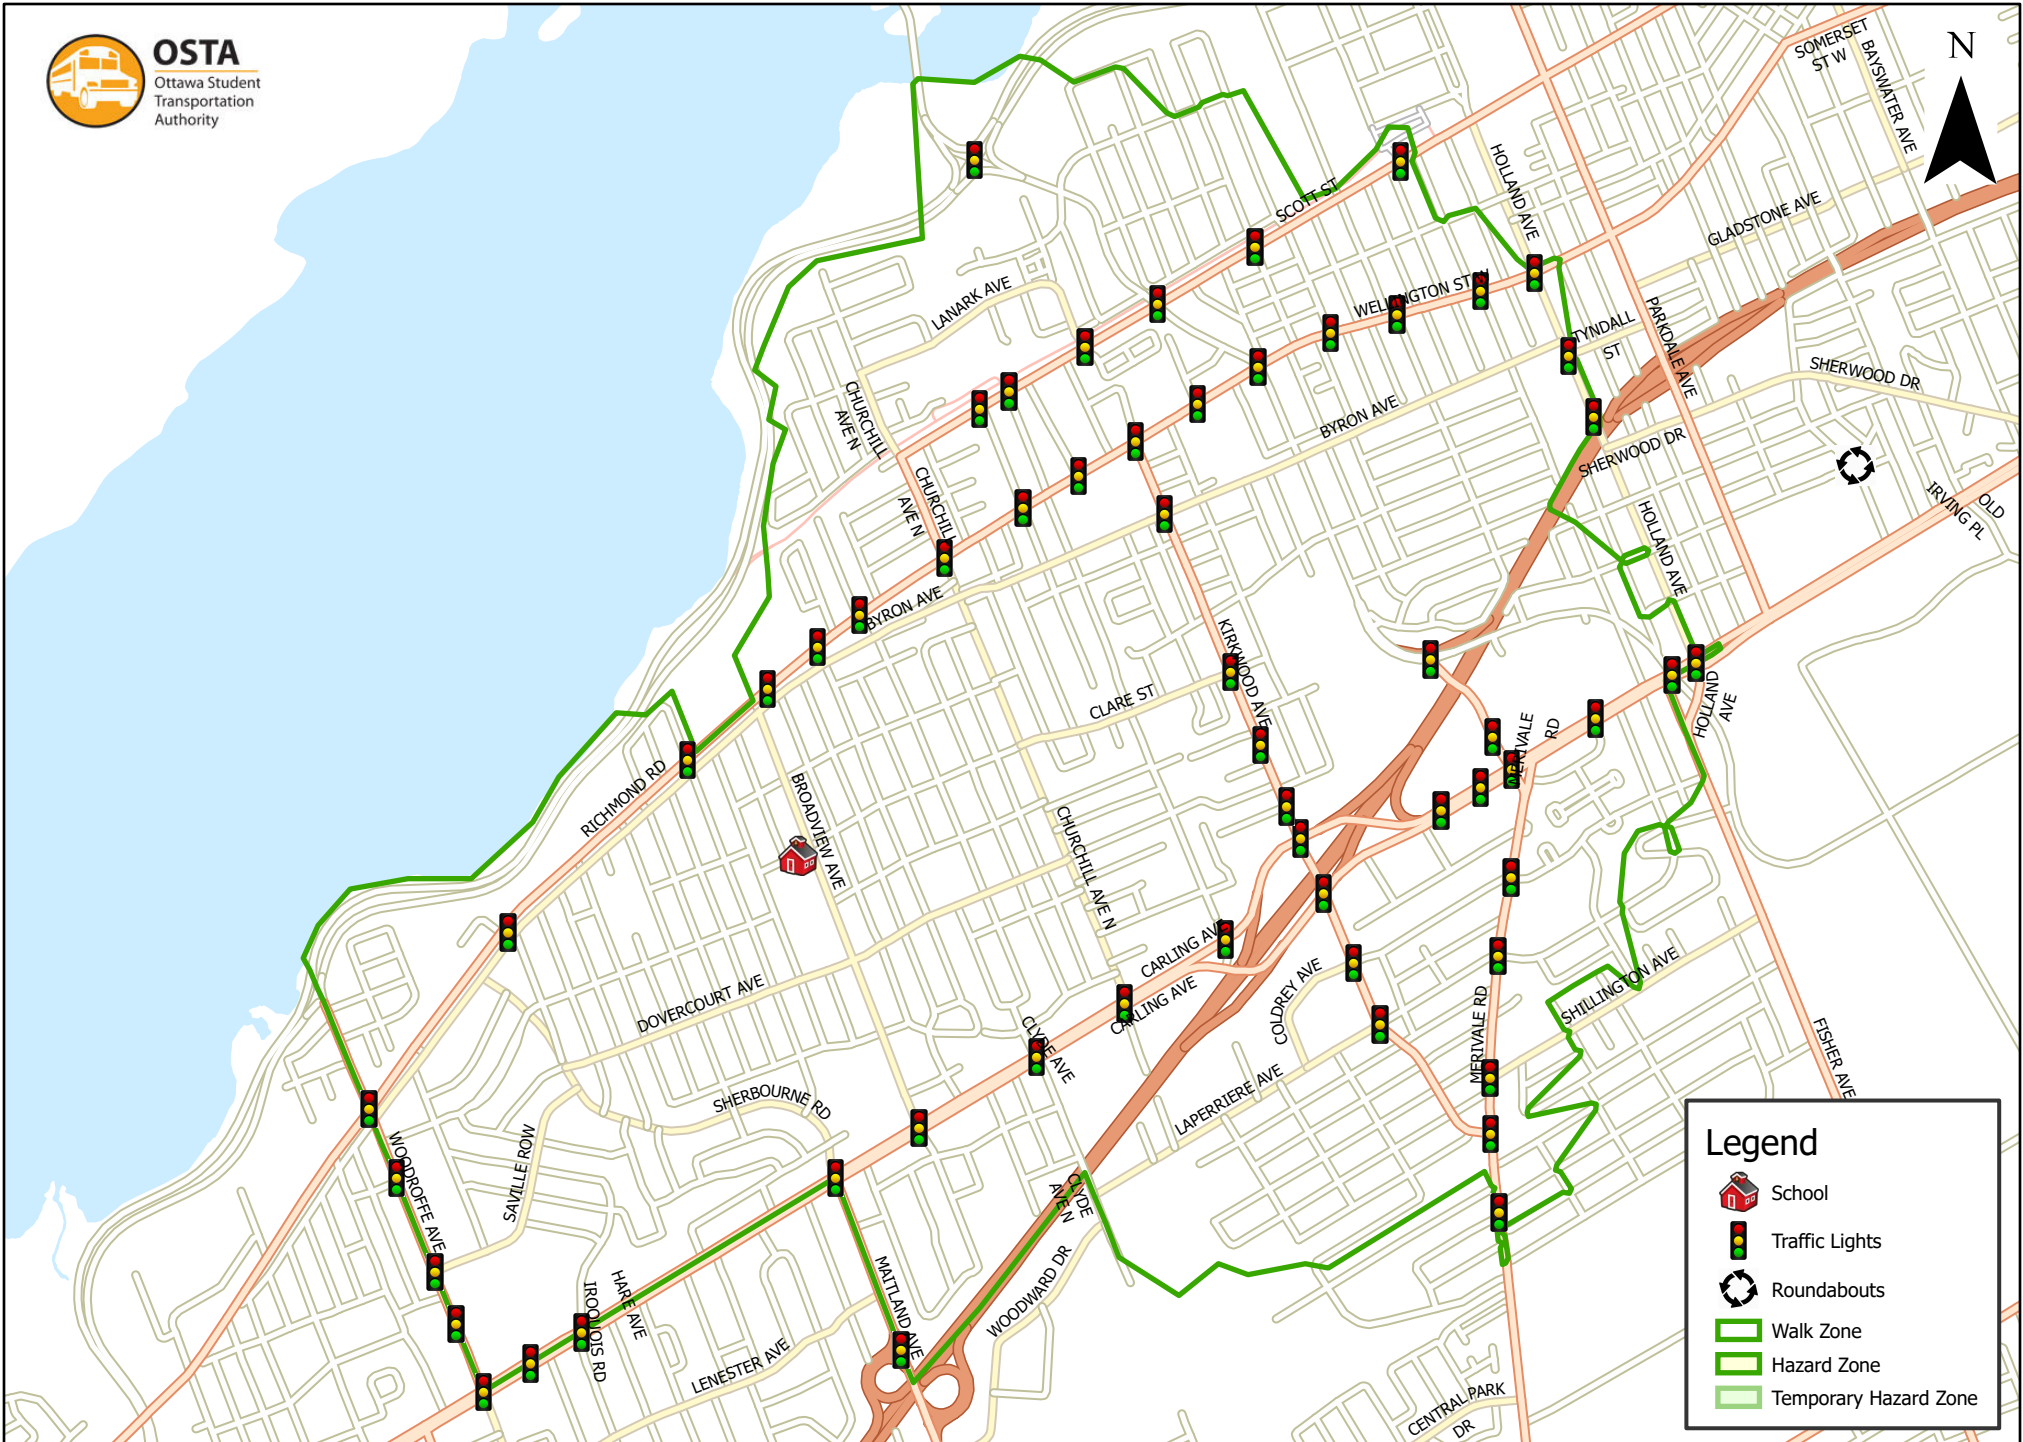 OSTA
Ottawa Student
Transportation
Authority
N
SOMERSET
ST W
BAYSWATER AVE
HOLLAND AVE
SCOTT ST
GLADSTONE AVE
LANARK AVE
WELLINGTON ST W
PARKDALE AVE
TYNDALL
ST
SHERWOOD DR
CHURCHILL
AVE N
BYRON AVE
SHERWOOD DR
CHURCHILL
AVE N
OLD
IRVING PL
HOLLAND AVE
BYRON AVE
KIRKWOOD AVE
CLARE ST
HOLLAND
AVE
MERIVALE
RD
RICHMOND RD
BROADVIEW AVE
CHURCHILL AVE N
CARLING AVE
CARLING AVE
COLDREY AVE
SHILLINGTON AVE
DOVERCOURT AVE
CLYDE AVE
MERIVALE RD
FISHER AVE
SHERBOURNE RD
LAPERRIERE AVE
WOODROFFE AVE
SAVILLE ROW
CLYDE
AVE N
MAITLAND AVE
WOODWARD DR
HARE AVE
IROQUOIS RD
LENESTER AVE
CENTRAL PARK
DR
Legend
School
Traffic Lights
Roundabouts
Walk Zone
Hazard Zone
Temporary Hazard Zone